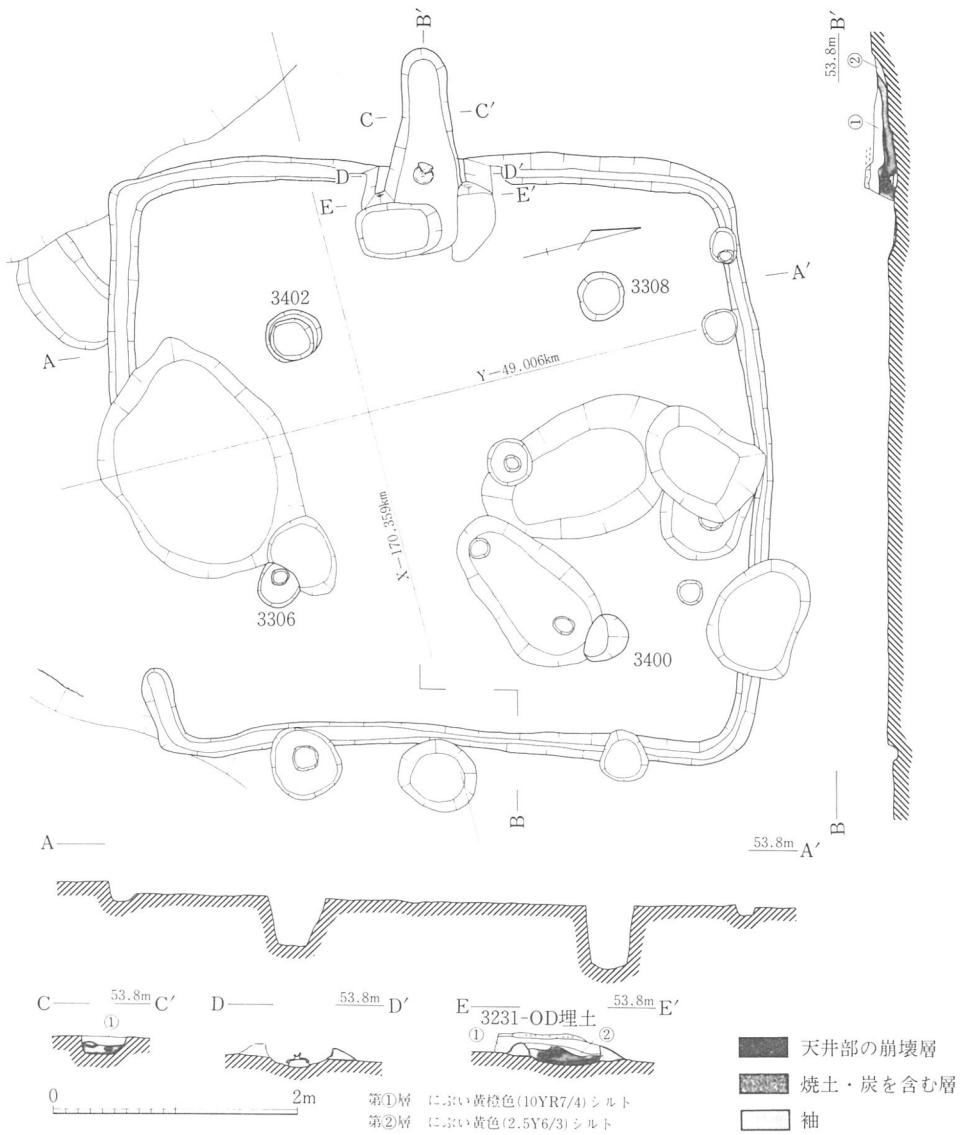 B′
53.8m B′
②
①
C C′
D D′
E E′
A′
3402
3308
A
Y－49.006km
X－170.359km
3306
3400
B
B
A 53.8m A′
C 53.8m C′
①
D 53.8m D′
E 53.8m E′
3231-OD埋土
① ②
0 2m
第①層 にぶい黄橙色(10YR7/4)シルト
第②層 にぶい黄色(2.5Y6/3)シルト
天井部の崩壊層
焼土・炭を含む層
袖